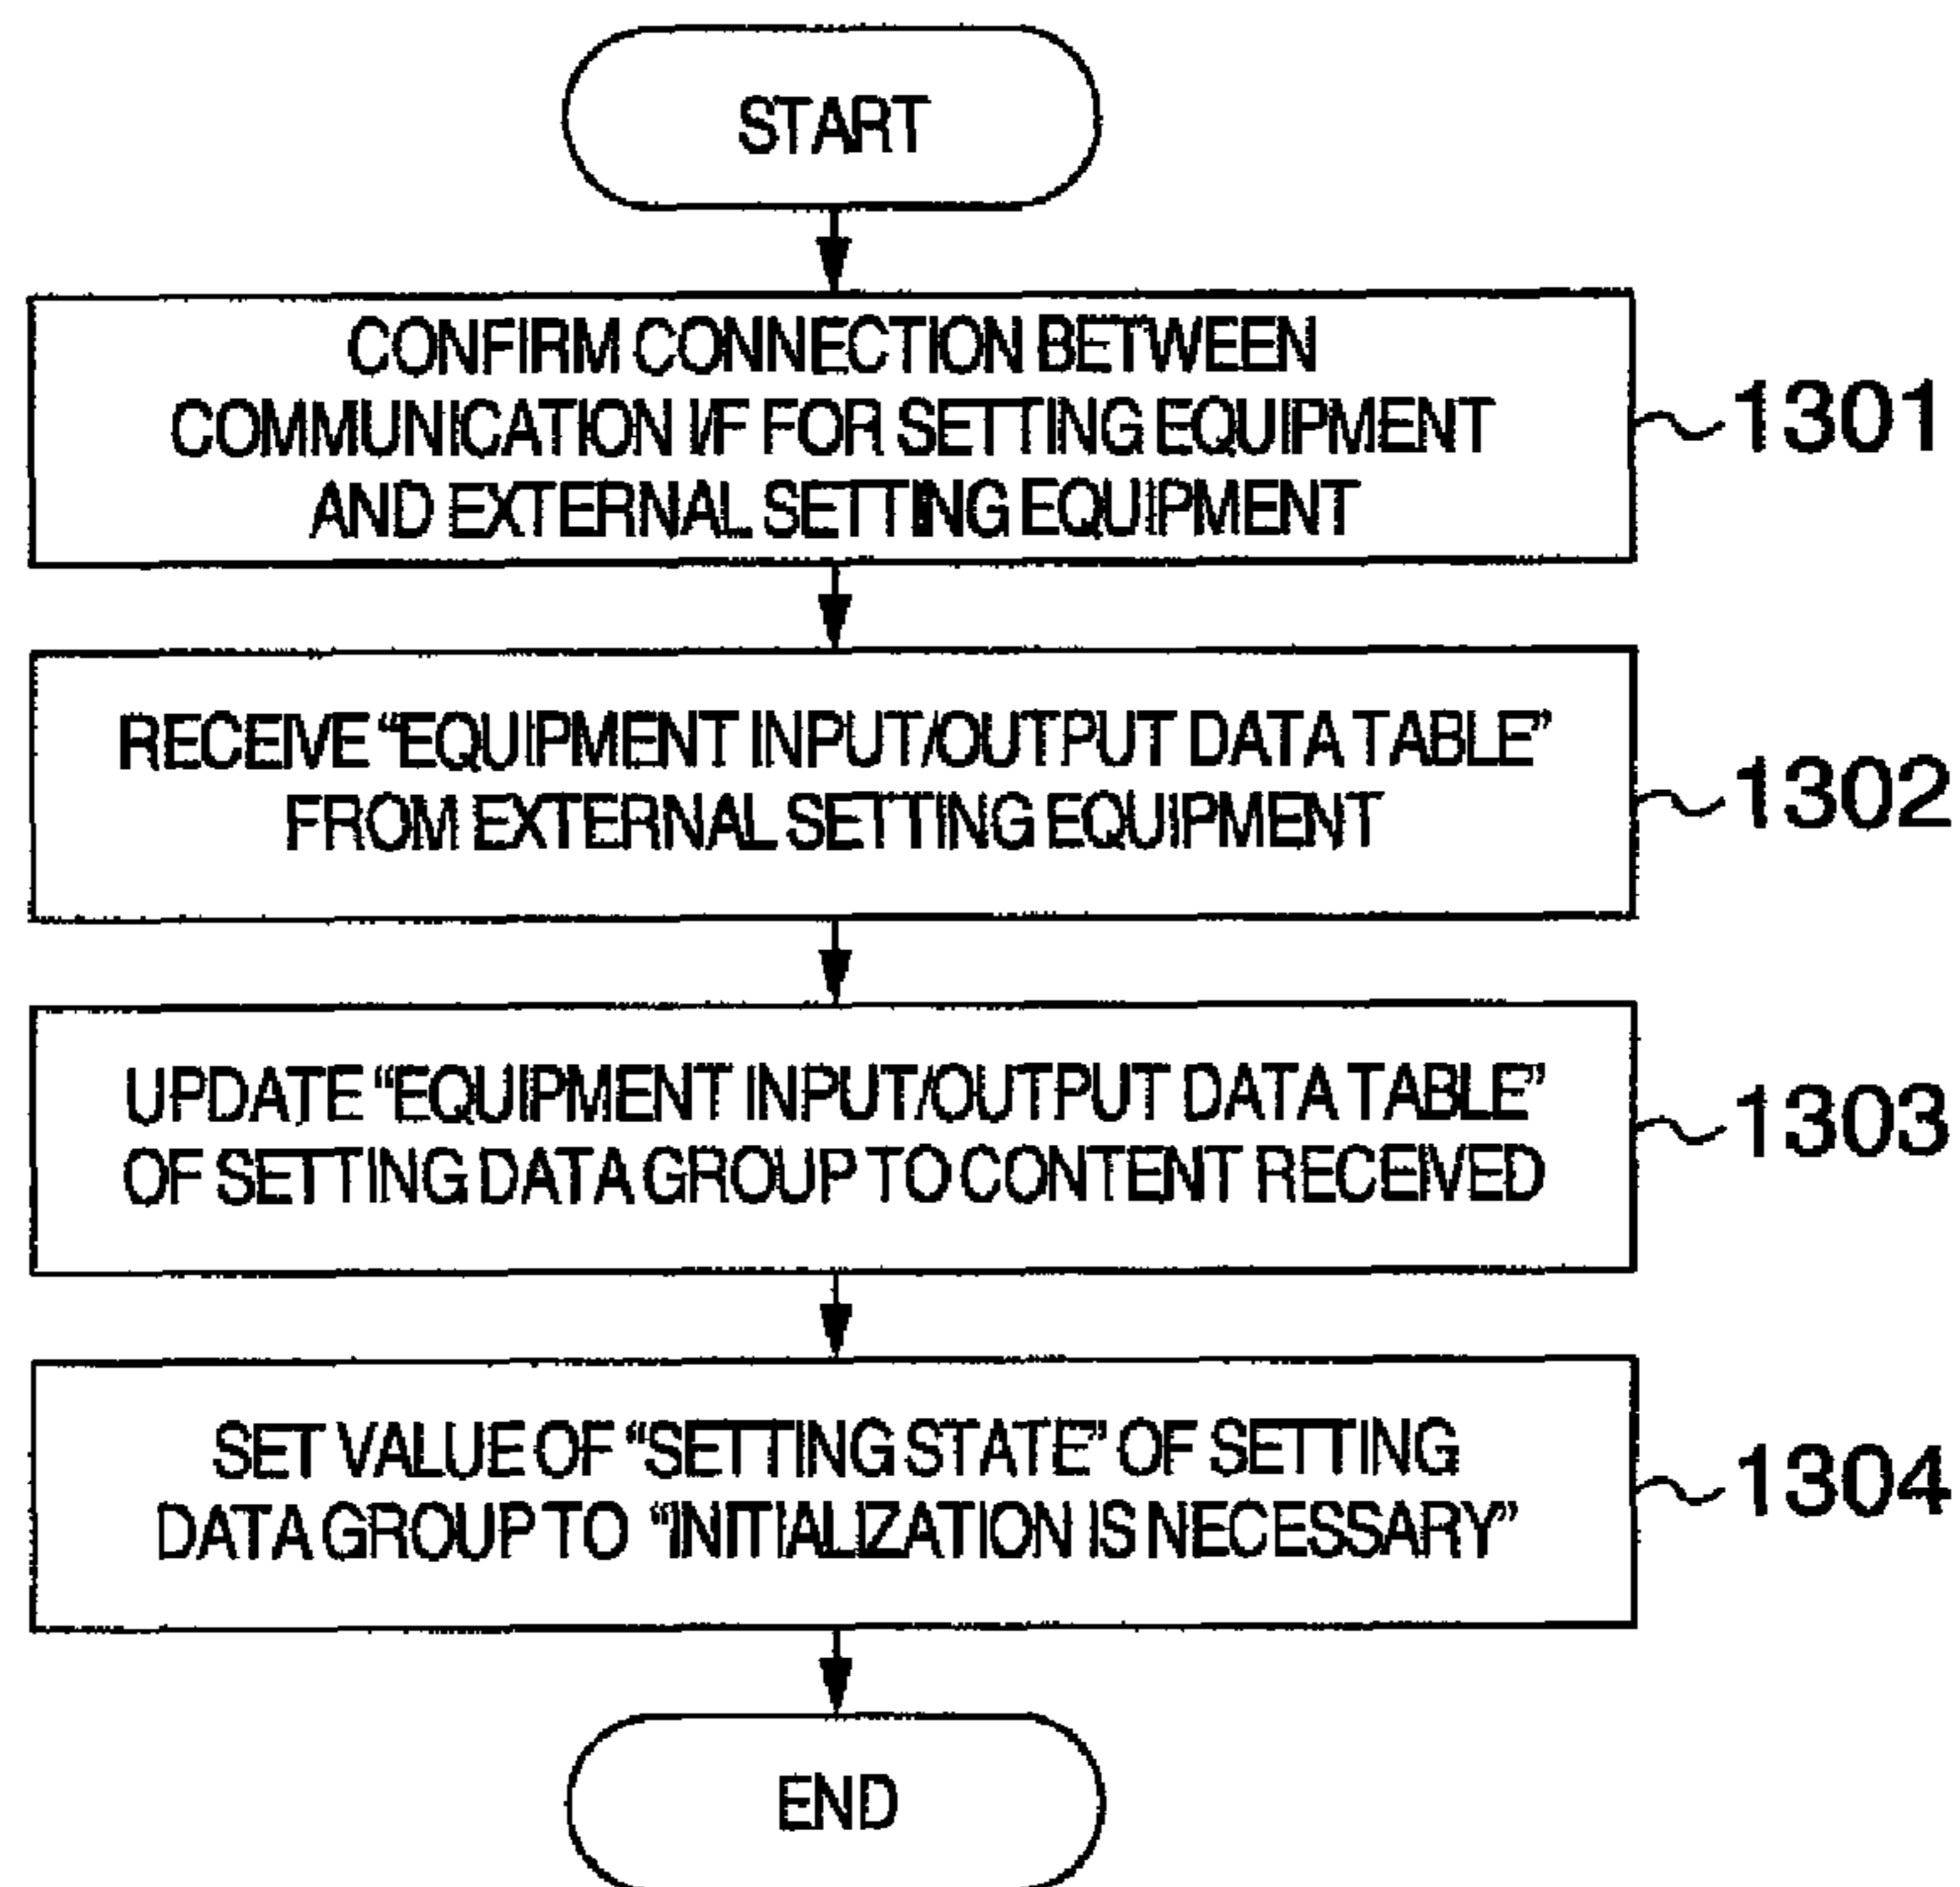 START
CONFIRM CONNECTION BETWEEN
COMMUNICATION I/F FOR SETTING EQUIPMENT
AND EXTERNAL SETTING EQUIPMENT
1301
RECEIVE “EQUIPMENT INPUT/OUTPUT DATA TABLE”
FROM EXTERNAL SETTING EQUIPMENT
1302
UPDATE “EQUIPMENT INPUT/OUTPUT DATA TABLE”
OF SETTING DATA GROUP TO CONTENT RECEIVED
1303
SET VALUE OF “SETTING STATE” OF SETTING
DATA GROUP TO “INITIALIZATION IS NECESSARY”
1304
END